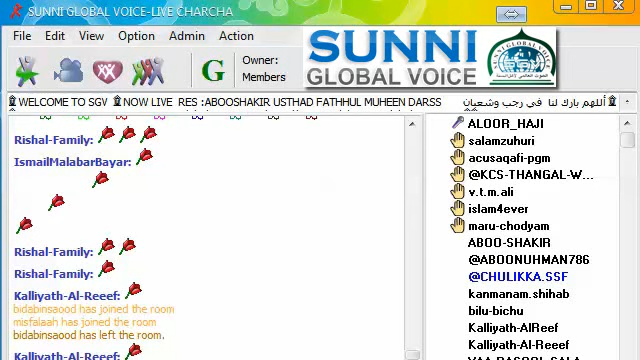 SUNNI GLOBAL VOICE-LIVE CHARCHA
File Edit View Option Admin Action
Owner:
Members
SUNNI
GLOBAL VOICE
WELCOME TO SGV NOW LIVE RES :ABOOSHAKIR USTHAD FATHHUL MUHEEN DARSS أللهم بارك لنا في رجب وشعبان
Rishal-Family:
IsmailMalabarBayar:
Rishal-Family:
Rishal-Family:
Kalliyath-Al-Reeef:
bidabinsaood has joined the room
misfalaah has joined the room
bidabinsaood has left the room.
Kalliyath-Al-Reeef:
ALOOR_HAJI
salamzuhuri
acusaqafi-pgm
@KCS-THANGAL-W...
v.t.m.ali
islam4ever
maru-chodyam
ABOO-SHAKIR
@ABOONUHMAN786
@CHULIKKA.SSF
kanmanam.shihab
bilu-bichu
Kalliyath-AlReef
Kalliyath-Al-Reeef